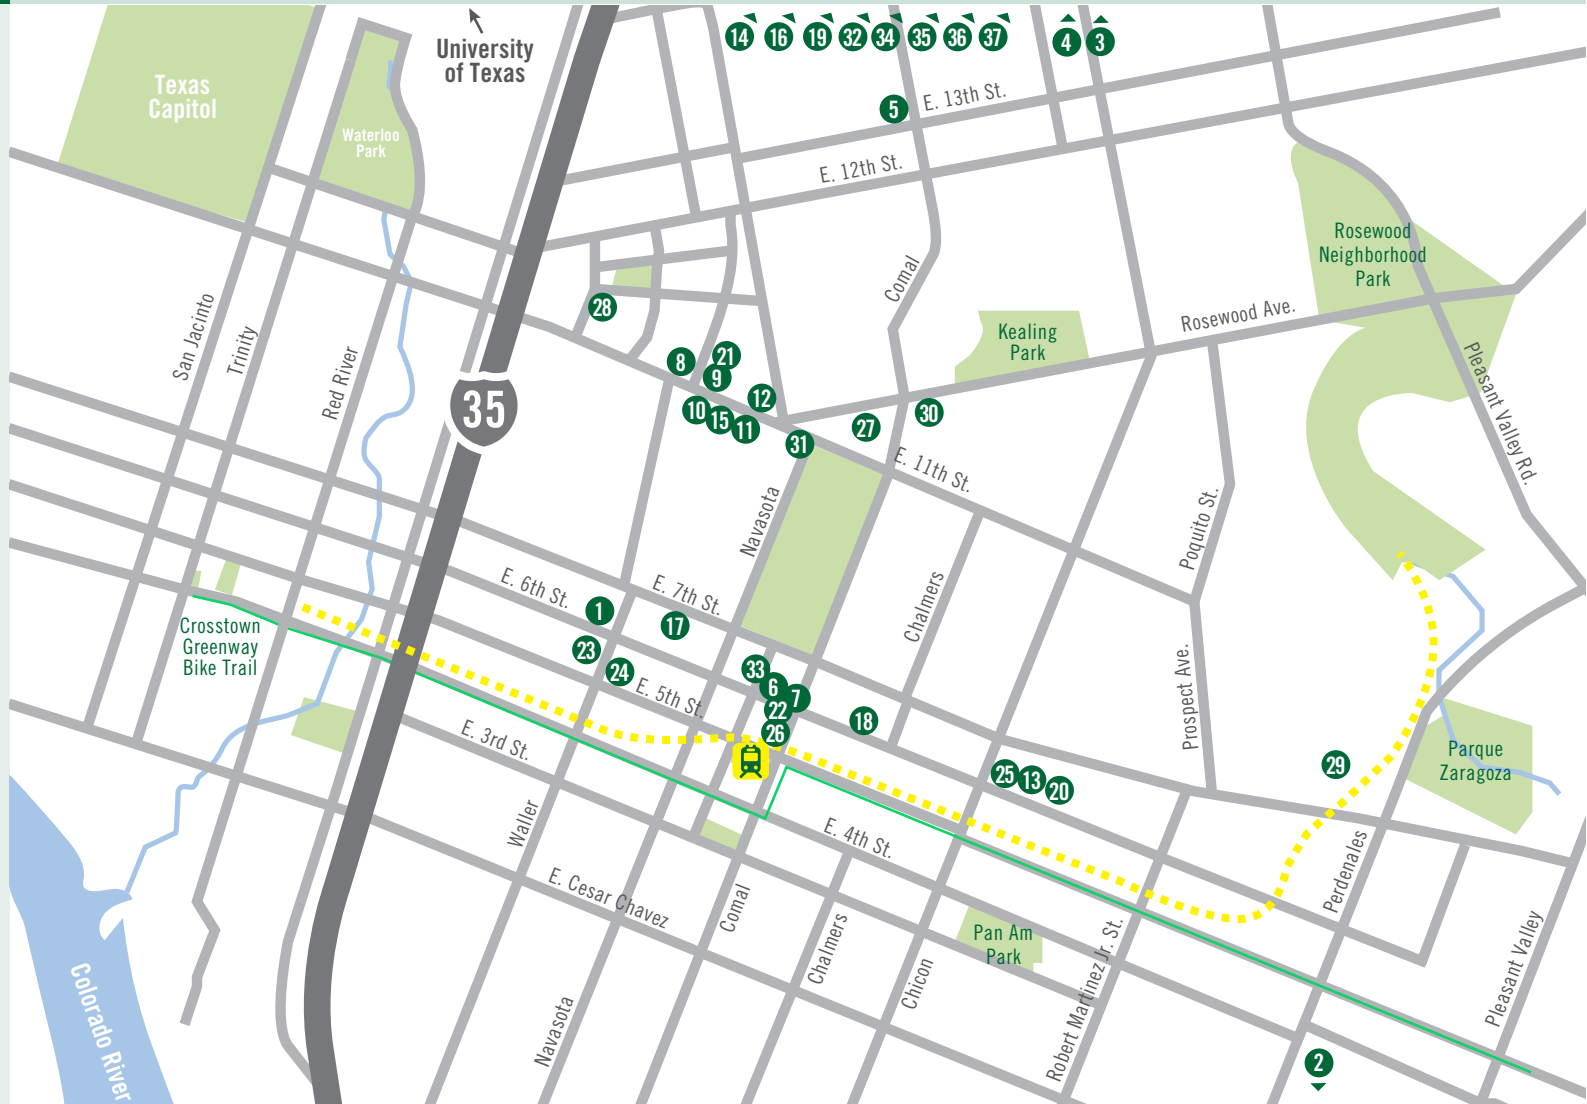 University
of Texas
14
16
19
32
34
35
36
37
4
3
Texas
Capitol
Waterloo
Park
5
E. 13th St.
E. 12th St.
Rosewood
Neighborhood
Park
Comal
28
San Jacinto
Trinity
Red River
Kealing
Park
Rosewood Ave.
Pleasant Valley Rd.
35
8
21
9
12
10
15
11
31
27
30
E. 11th St.
Navasota
Poquito St.
E. 6th St.
E. 7th St.
1
17
Chalmers
Crosstown
Greenway
Bike Trail
23
24
E. 5th St.
33
6
7
22
26
18
Prospect Ave.
E. 3rd St.
25
13
20
29
Parque
Zaragoza
Waller
E. 4th St.
E. Cesar Chavez
Comal
Chalmers
Chicon
Pan Am
Park
Robert Martinez Jr. St.
Perdenales
Pleasant Valley
Navasota
Colorado River
2